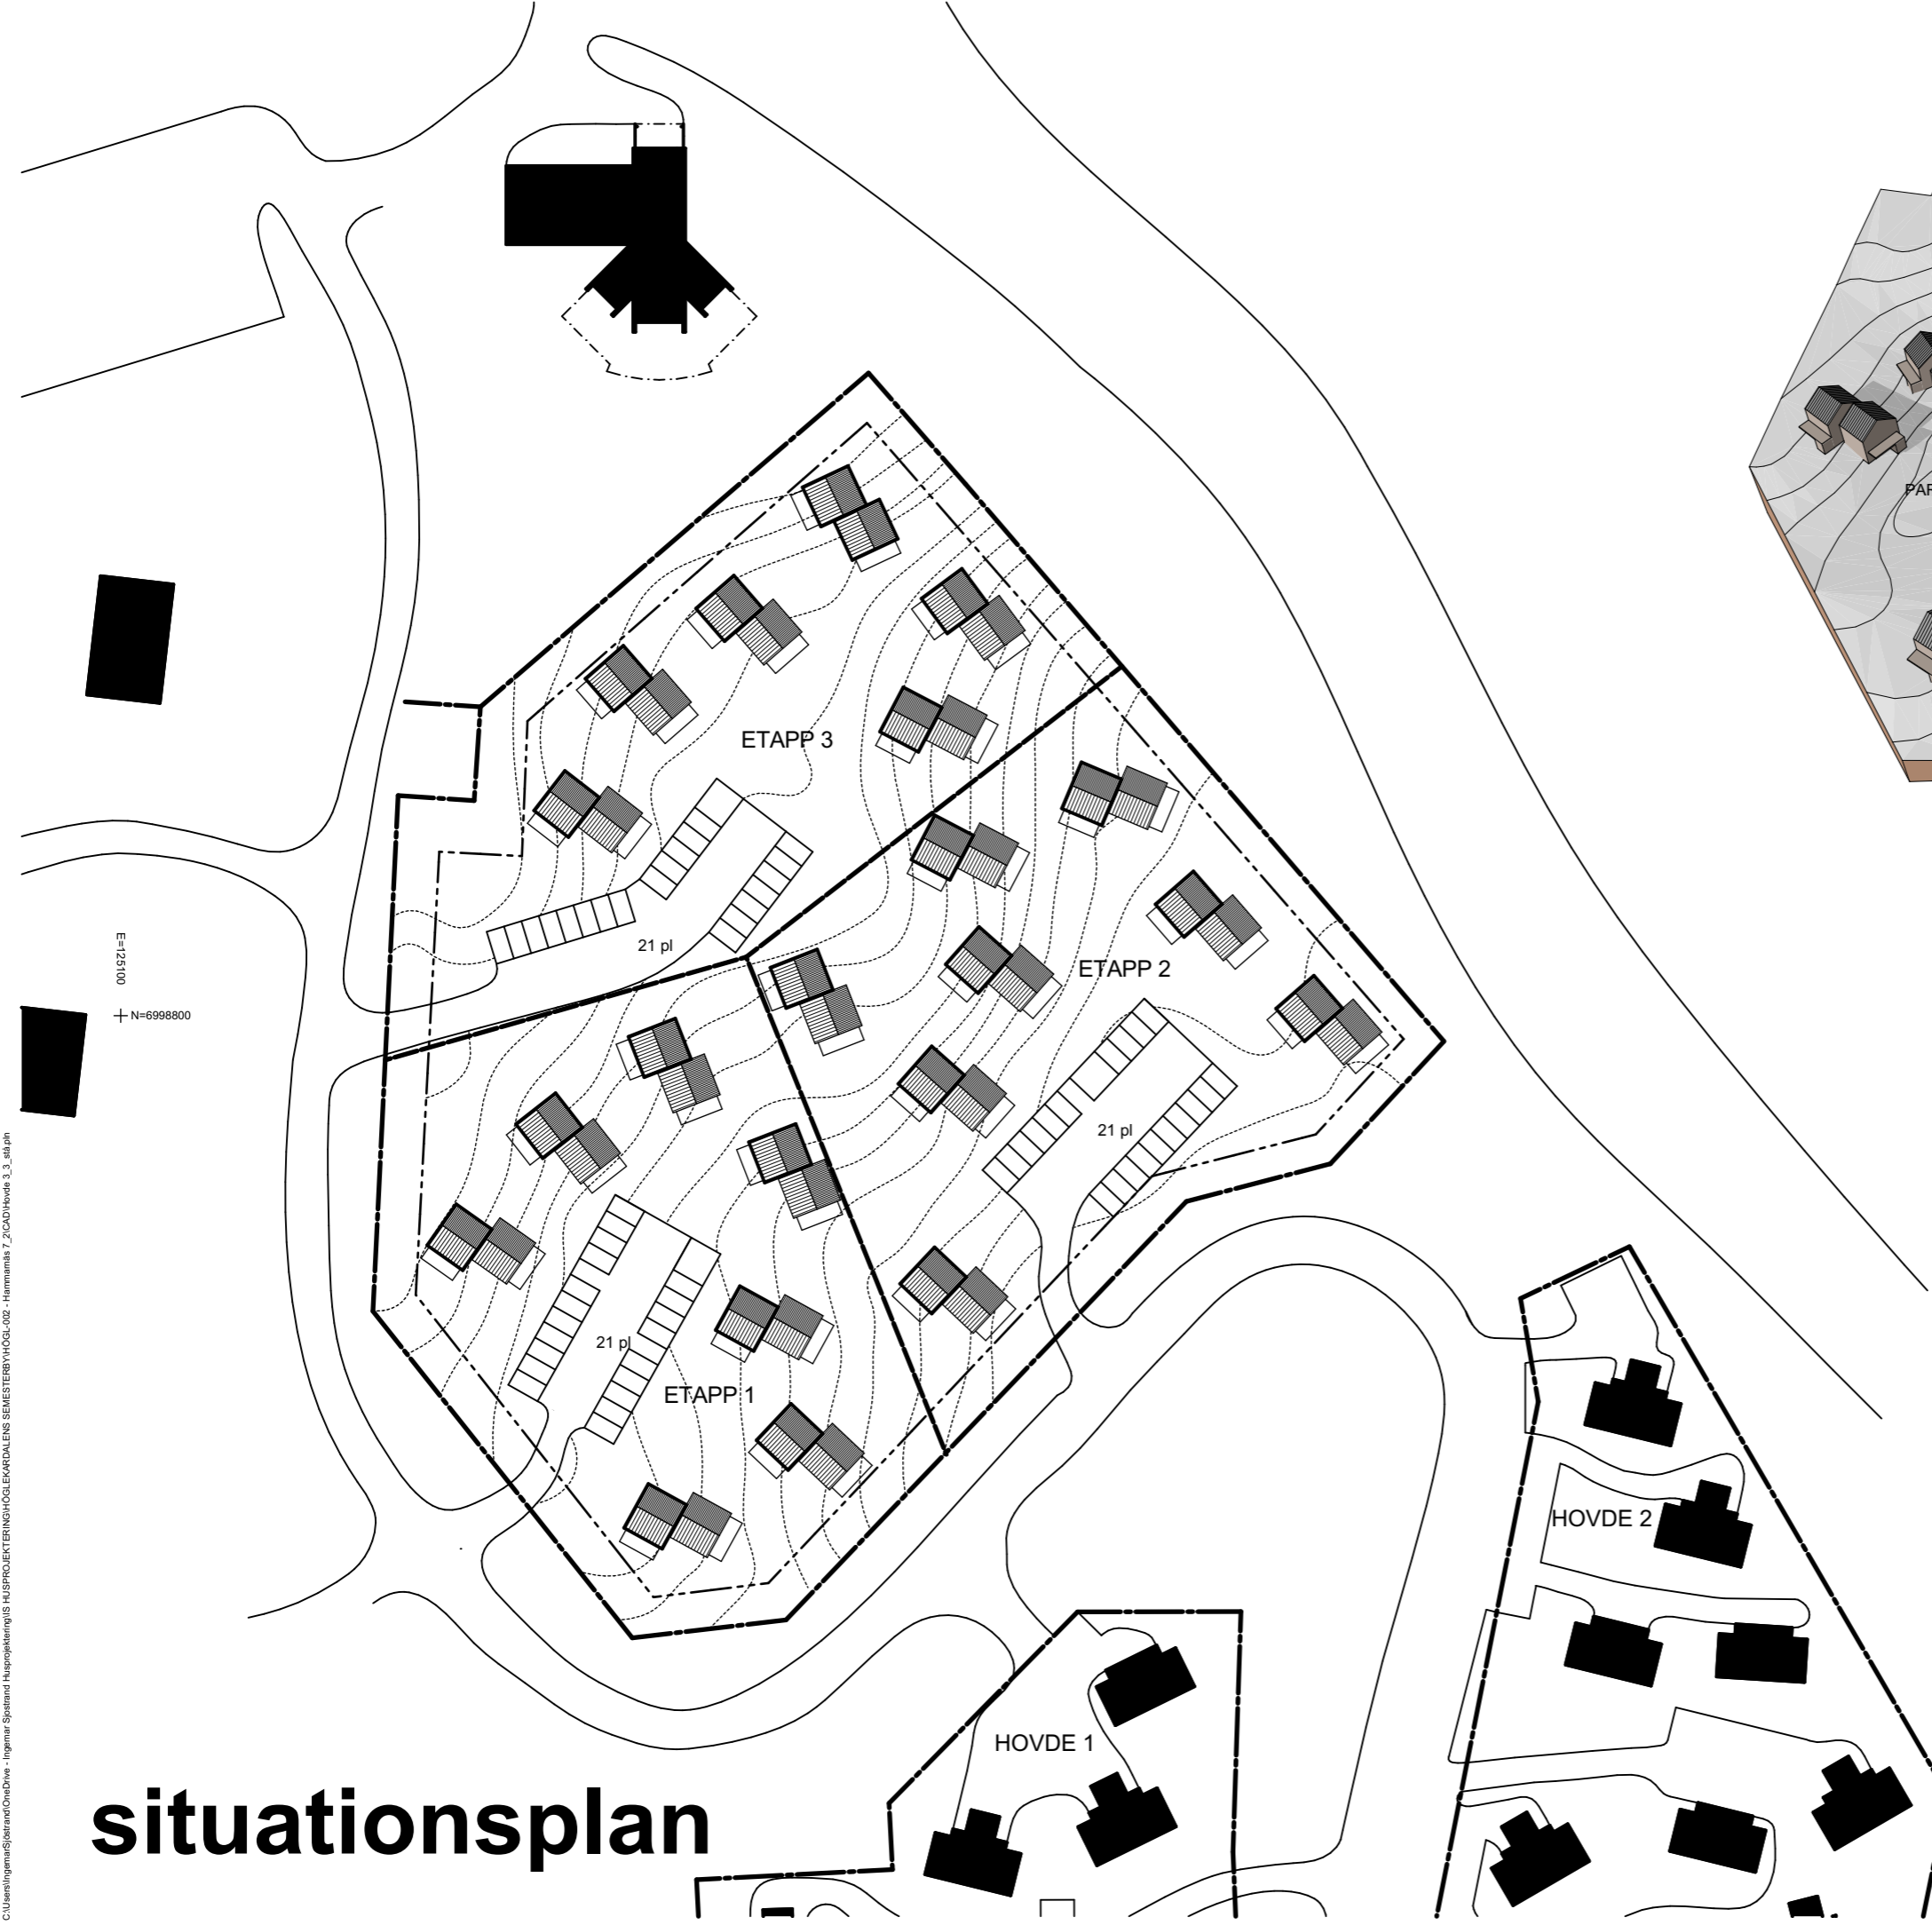 ETAPP 3
21 pl
E=125100
N=6998800
ETAPP 2
21 pl
21 pl
ETAPP 1
HOVDE 2
HOVDE 1
situationsplan